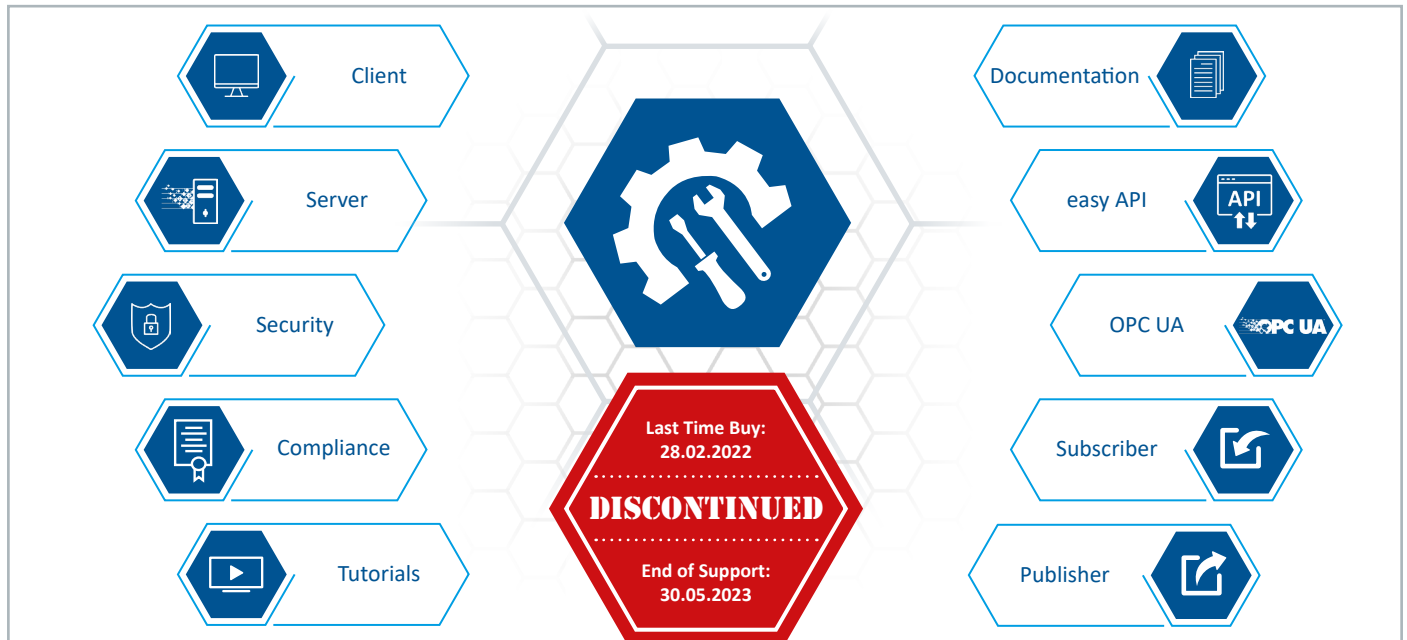 Client
Server
Security
Compliance
Tutorials
Last Time Buy:
28.02.2022
DISCONTINUED
End of Support:
30.05.2023
Documentation
easy API
API
OPC UA
OPC UA
Subscriber
Publisher